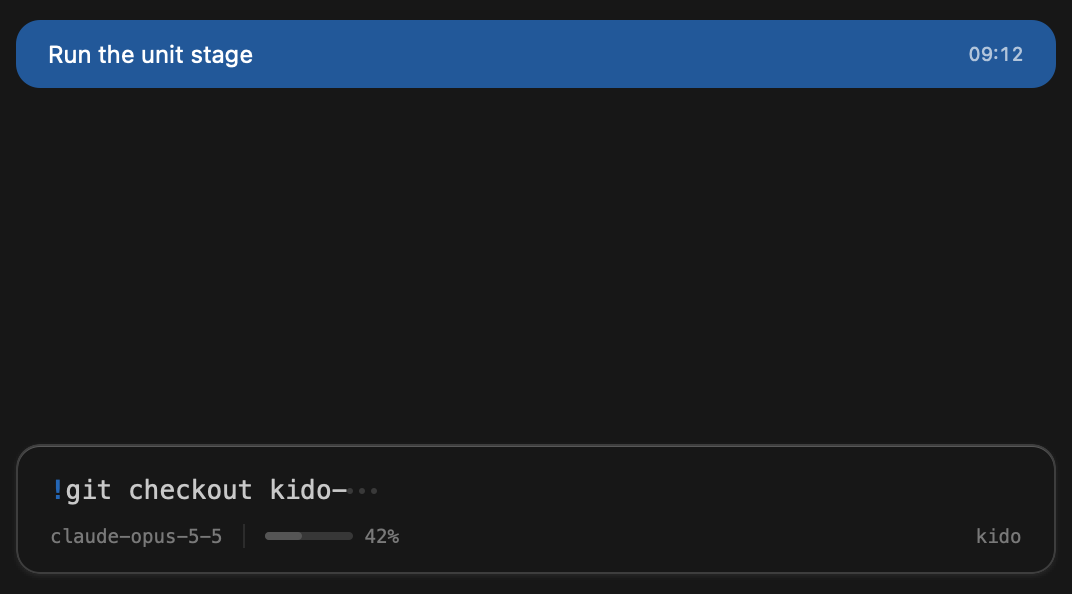 Run the unit stage 09:12
!git checkout kido-···
claude-opus-5-5 42% kido